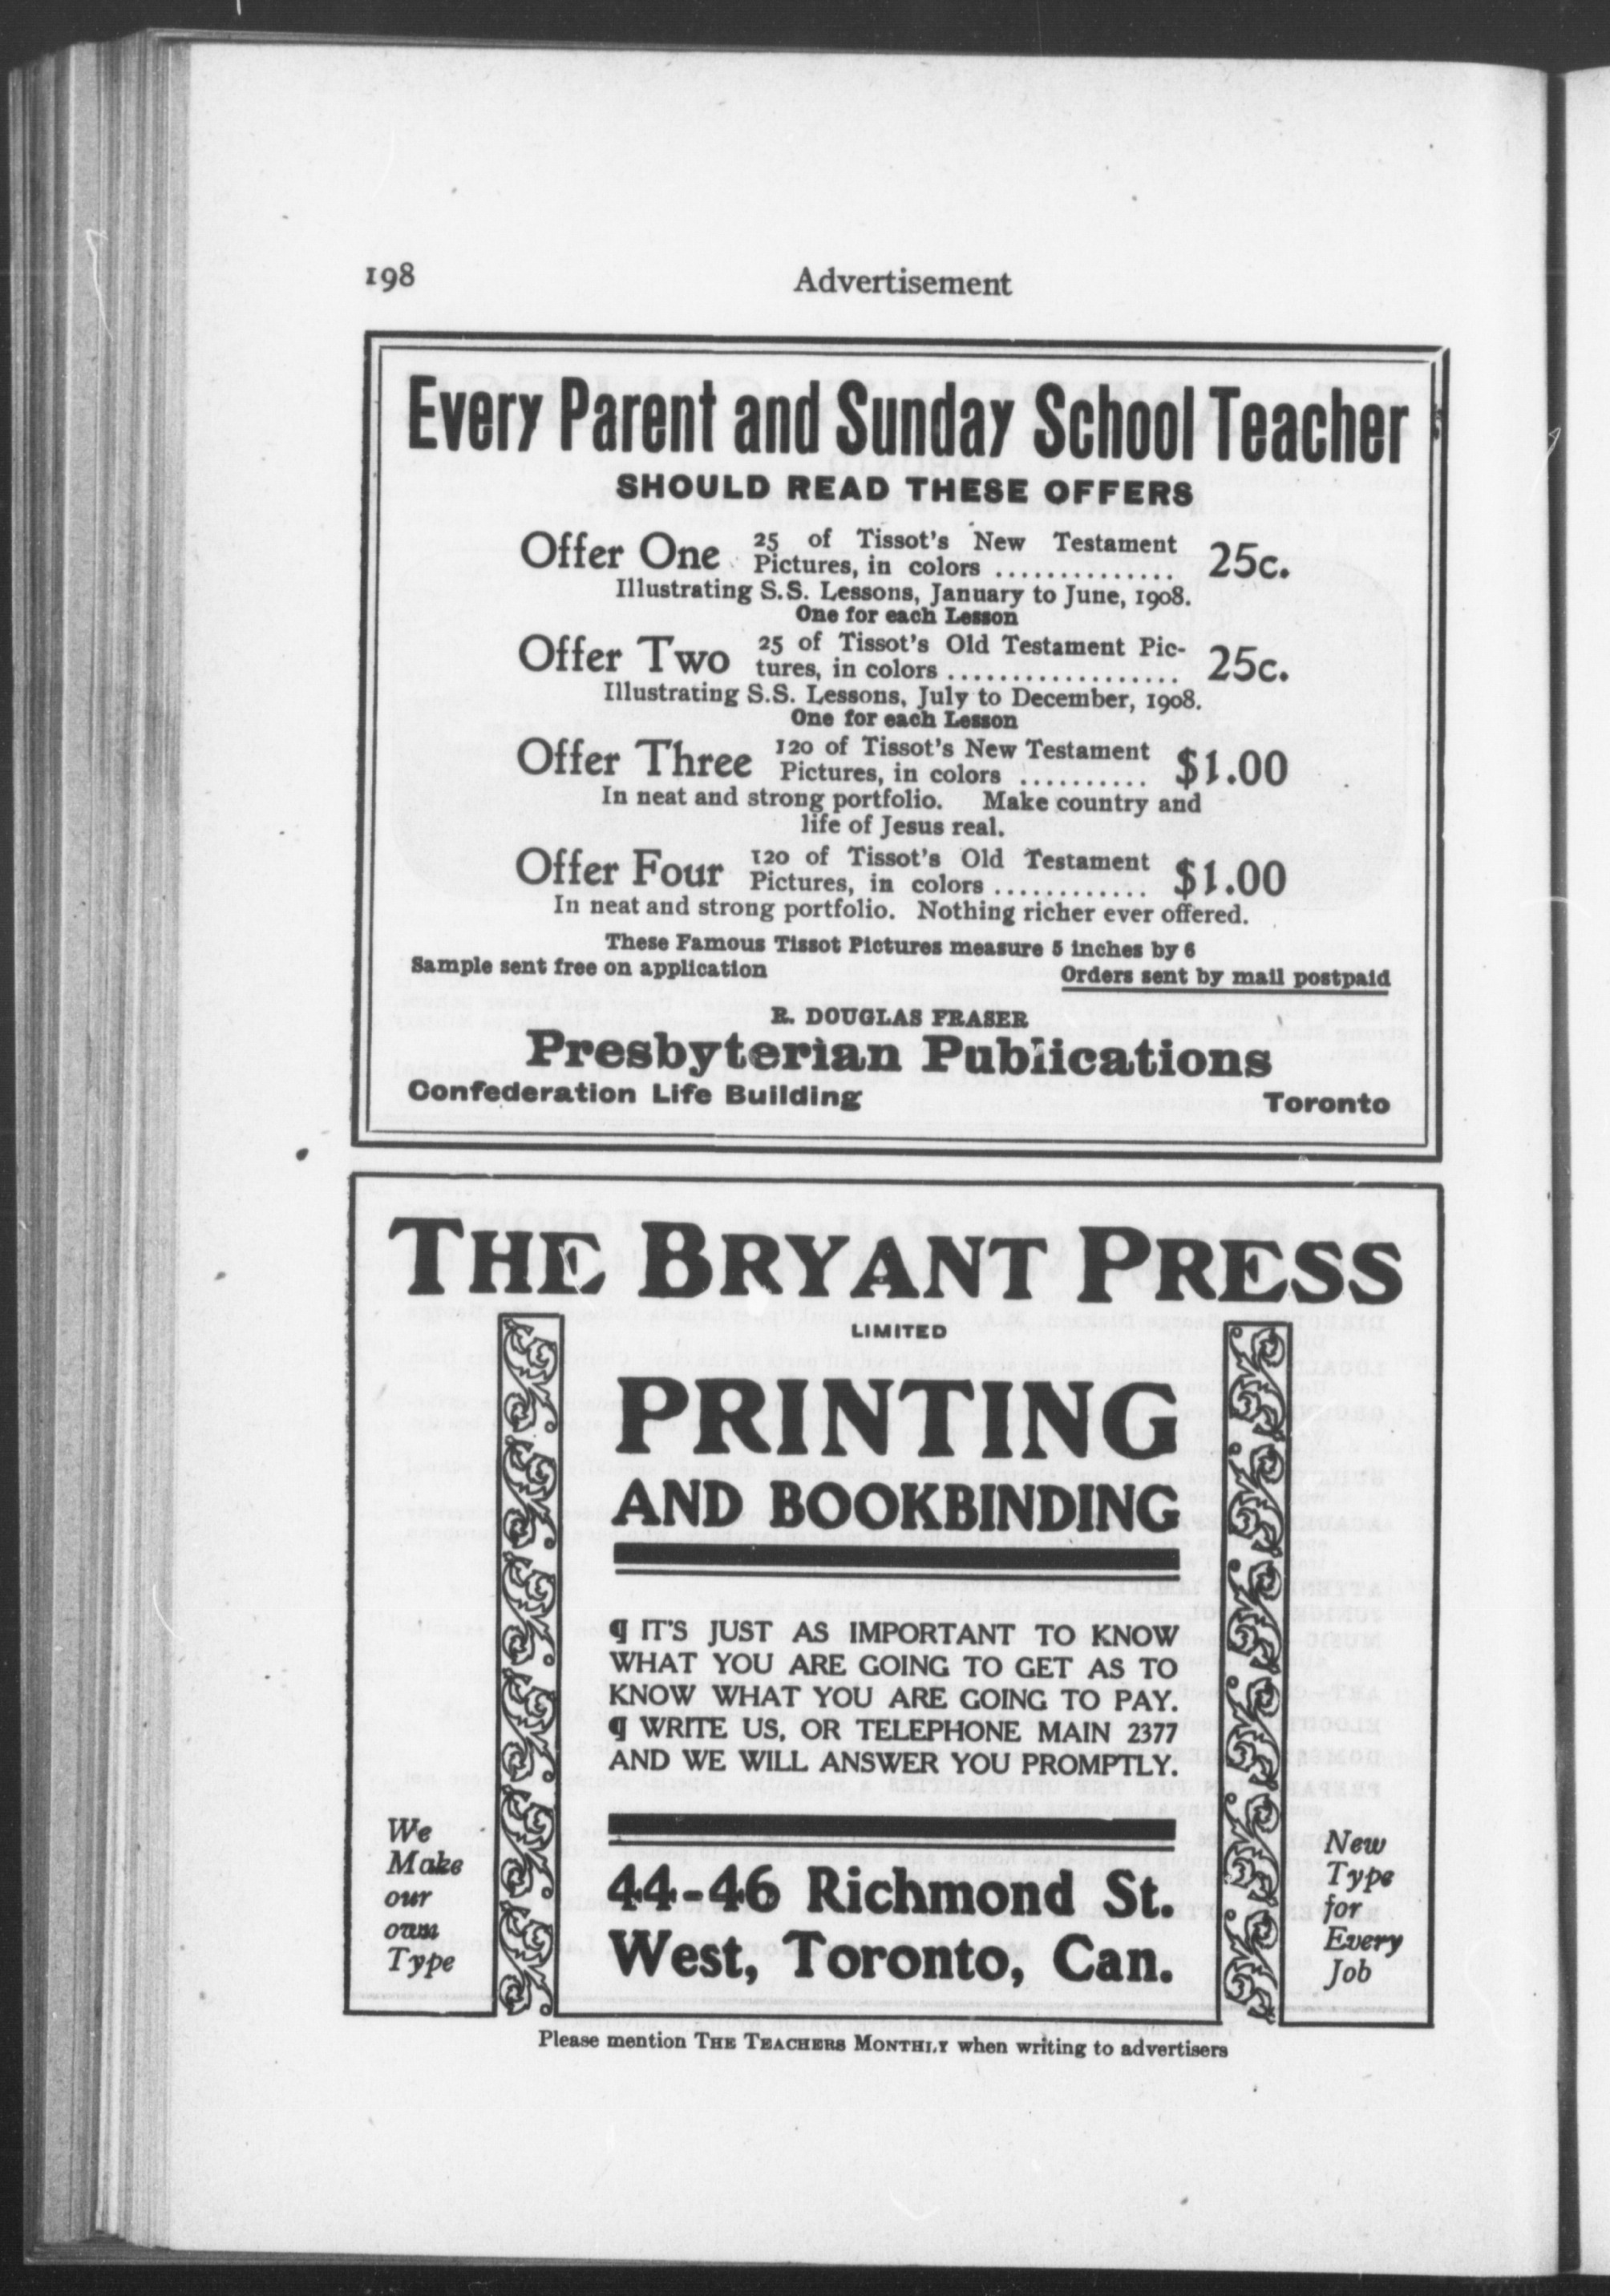 198
Advertisement
Every Parent and Sunday School Teacher
SHOULD READ THESE OFFERS
Offer One 25 of Tissot's New Testament
Pictures, in colors .............. 25c.
Illustrating S.S. Lessons, January to June, 1908.
One for each Lesson
Offer Two 25 of Tissot's Old Testament Pic-
tures, in colors .................. 25c.
Illustrating S.S. Lessons, July to December, 1908.
One for each Lesson
Offer Three 120 of Tissot's New Testament
Pictures, in colors .......... $1.00
In neat and strong portfolio. Make country and
life of Jesus real.
Offer Four 120 of Tissot's Old Testament
Pictures, in colors ............ $1.00
In neat and strong portfolio. Nothing richer ever offered.
These Famous Tissot Pictures measure 5 inches by 6
Sample sent free on application
Orders sent by mail postpaid
R. DOUGLAS FRASER
Presbyterian Publications
Confederation Life Building
Toronto
THE BRYANT PRESS
LIMITED
PRINTING
AND BOOKBINDING
¶ IT'S JUST AS IMPORTANT TO KNOW
WHAT YOU ARE GOING TO GET AS TO
KNOW WHAT YOU ARE GOING TO PAY.
¶ WRITE US, OR TELEPHONE MAIN 2377
AND WE WILL ANSWER YOU PROMPTLY.
We
Make
our
own
Type
44-46 Richmond St.
West, Toronto, Can.
New
Type
for
Every
Job
Please mention THE TEACHERS MONTHLY when writing to advertisers